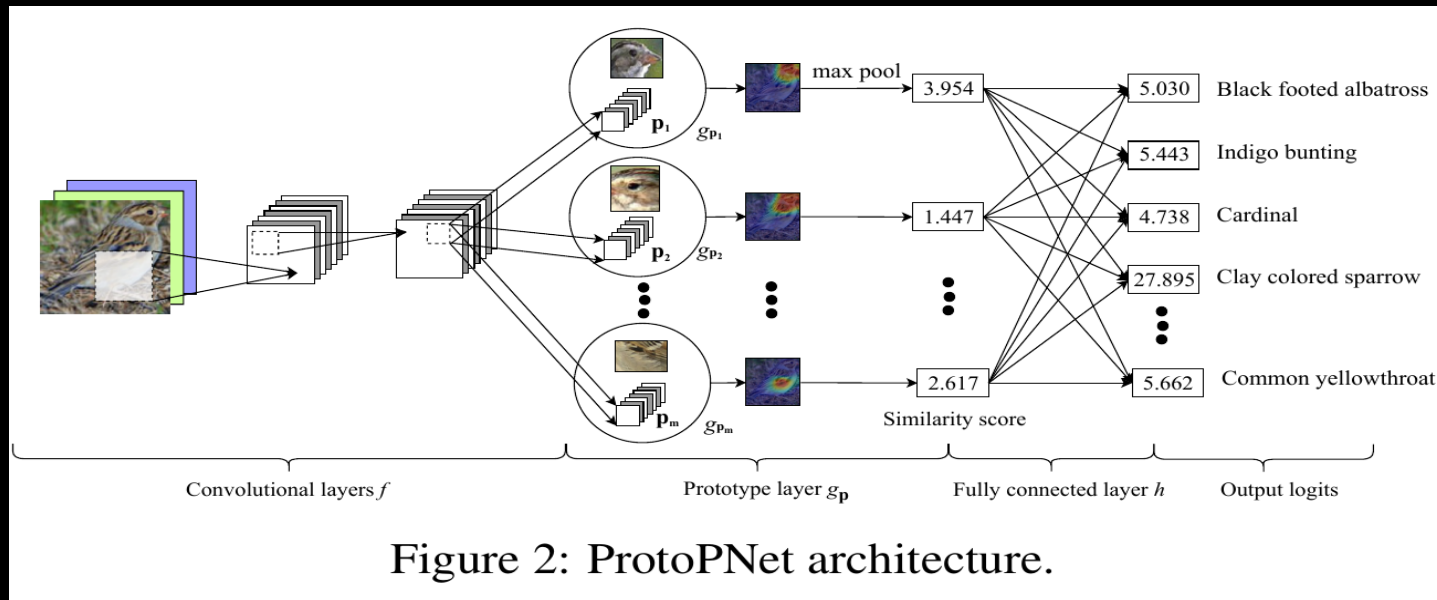 max pool
3.954
5.030 Black footed albatross
p₁
gp₁
5.443 Indigo bunting
1.447
4.738 Cardinal
p₂
gp₂
27.895 Clay colored sparrow
2.617
5.662 Common yellowthroat
pₘ
gpₘ
Similarity score
Convolutional layers f
Prototype layer gp
Fully connected layer h
Output logits
Figure 2: ProtoPNet architecture.